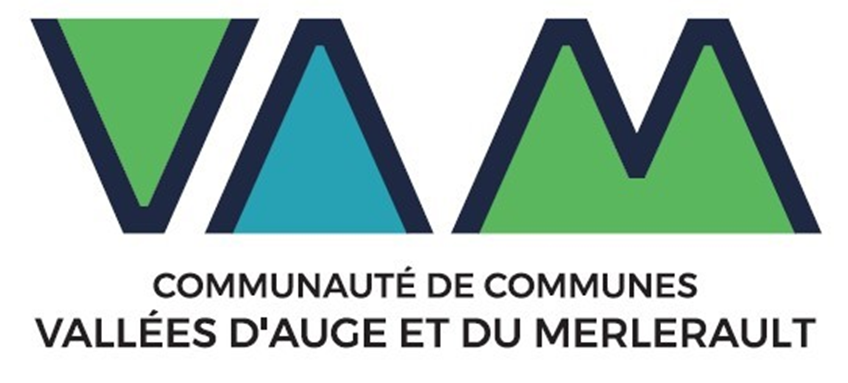 VAM
COMMUNAUTÉ DE COMMUNES
VALLÉES D'AUGE ET DU MERLERAULT